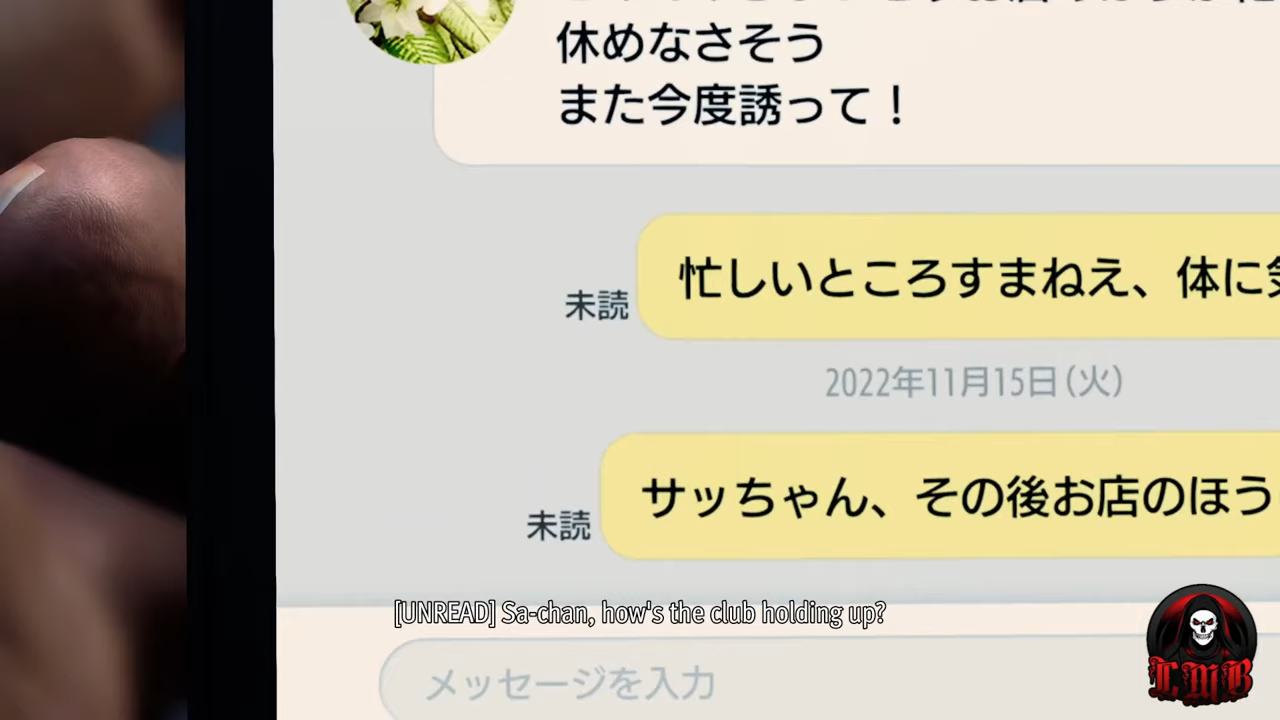 休めなさそう
また今度誘って！
忙しいところすまねえ、体に
未読
2022年11月15日（火）
サッちゃん、その後お店のほう
未読
[UNREAD] Sa-chan, how's the club holding up?
メッセージを入力
LMB